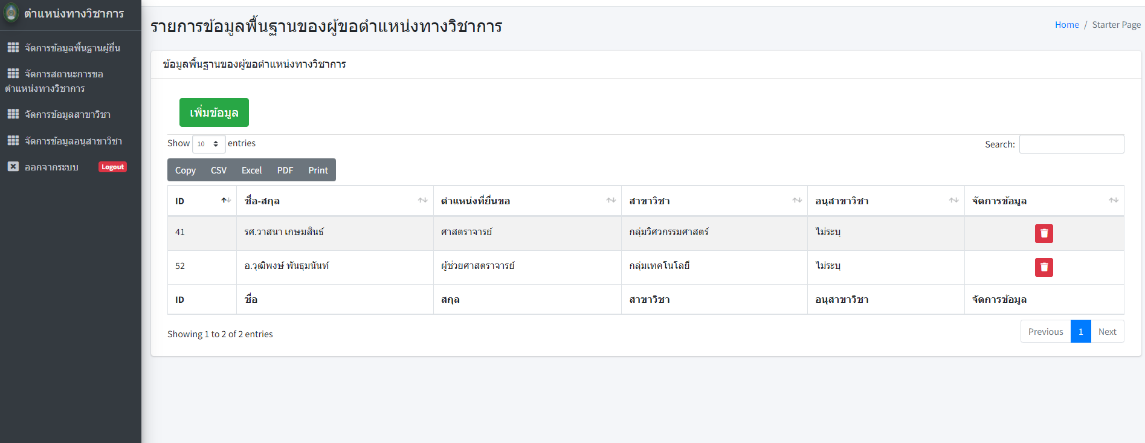 ตำแหน่งทางวิชาการ
จัดการข้อมูลพื้นฐานผู้ยื่น
จัดการสถานะการขอ
ตำแหน่งทางวิชาการ
จัดการข้อมูลสาขาวิชา
จัดการข้อมูลอนุสาขาวิชา
ออกจากระบบ Logout
รายการข้อมูลพื้นฐานของผู้ขอตำแหน่งทางวิชาการ
Home / Starter Page
ข้อมูลพื้นฐานของผู้ขอตำแหน่งทางวิชาการ
เพิ่มข้อมูล
Show 10 entries Search:
Copy CSV Excel PDF Print
ID ชื่อ-สกุล ตำแหน่งที่ยื่นขอ สาขาวิชา อนุสาขาวิชา จัดการข้อมูล
41 รศ.วาสนา เกษมสินธ์ ศาสตราจารย์ กลุ่มวิศวกรรมศาสตร์ ไม่ระบุ
52 อ.วุฒิพงษ์ พันธุมนันท์ ผู้ช่วยศาสตราจารย์ กลุ่มเทคโนโลยี ไม่ระบุ
ID ชื่อ สกุล สาขาวิชา อนุสาขาวิชา จัดการข้อมูล
Showing 1 to 2 of 2 entries
Previous 1 Next